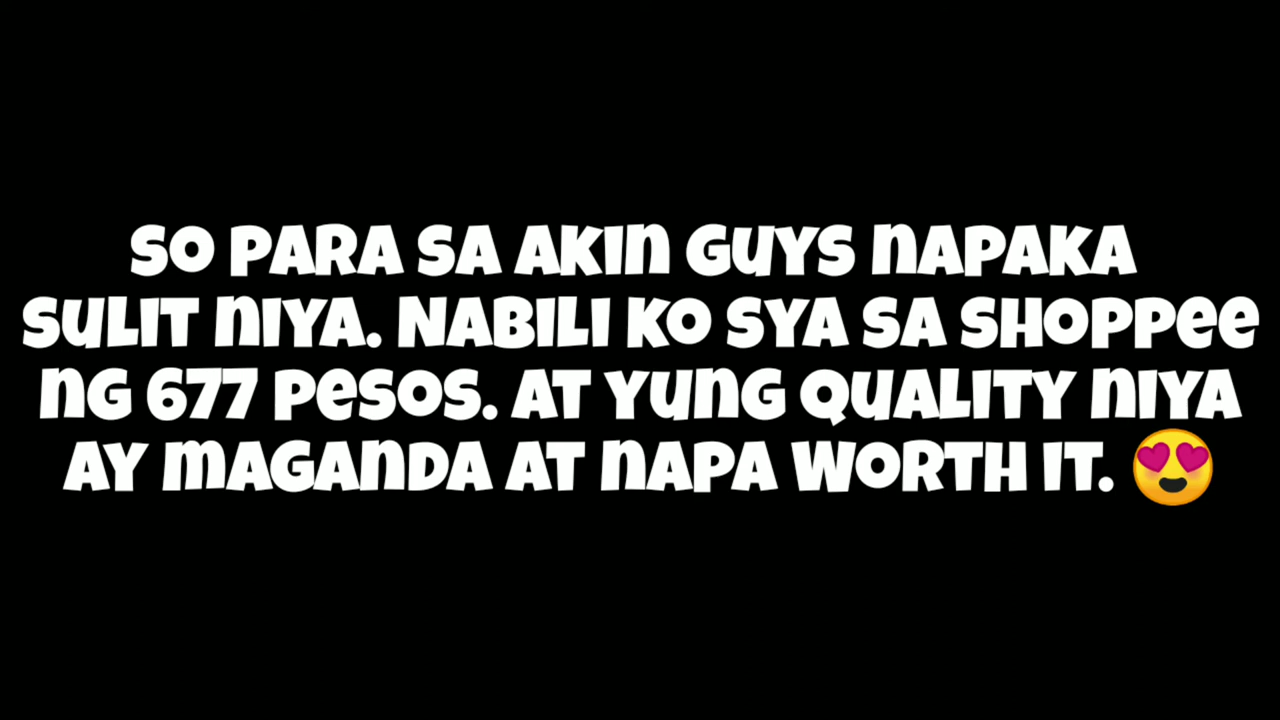 So para sa akin guys napaka
sulit niya. Nabili ko sya sa Shoppee
ng 677 pesos. At yung quality niya
ay maganda at napa worth it. 😍